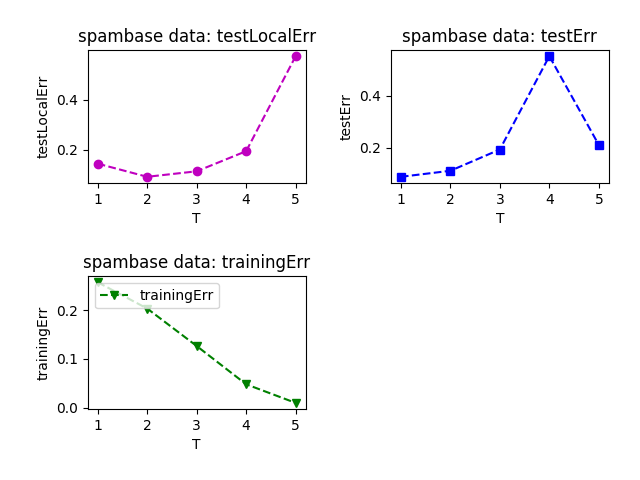 spambase data: testLocalErr
testLocalErr
0.4
0.2
1 2 3 4 5
T
spambase data: testErr
testErr
0.4
0.2
1 2 3 4 5
T
spambase data: trainingErr
trainingErr
trainingErr
0.2
0.1
0.0
1 2 3 4 5
T